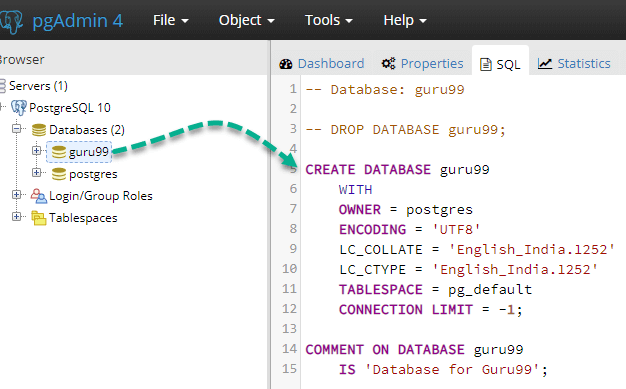 pgAdmin 4 File Object Tools Help
Browser
Dashboard Properties SQL Statistics
Servers (1)
PostgreSQL 10
Databases (2)
guru99
postgres
Login/Group Roles
Tablespaces
1 -- Database: guru99
2
3 -- DROP DATABASE guru99;
4
5 CREATE DATABASE guru99
6 WITH
7 OWNER = postgres
8 ENCODING = 'UTF8'
9 LC_COLLATE = 'English_India.1252'
10 LC_CTYPE = 'English_India.1252'
11 TABLESPACE = pg_default
12 CONNECTION LIMIT = -1;
13
14 COMMENT ON DATABASE guru99
15 IS 'Database for Guru99';